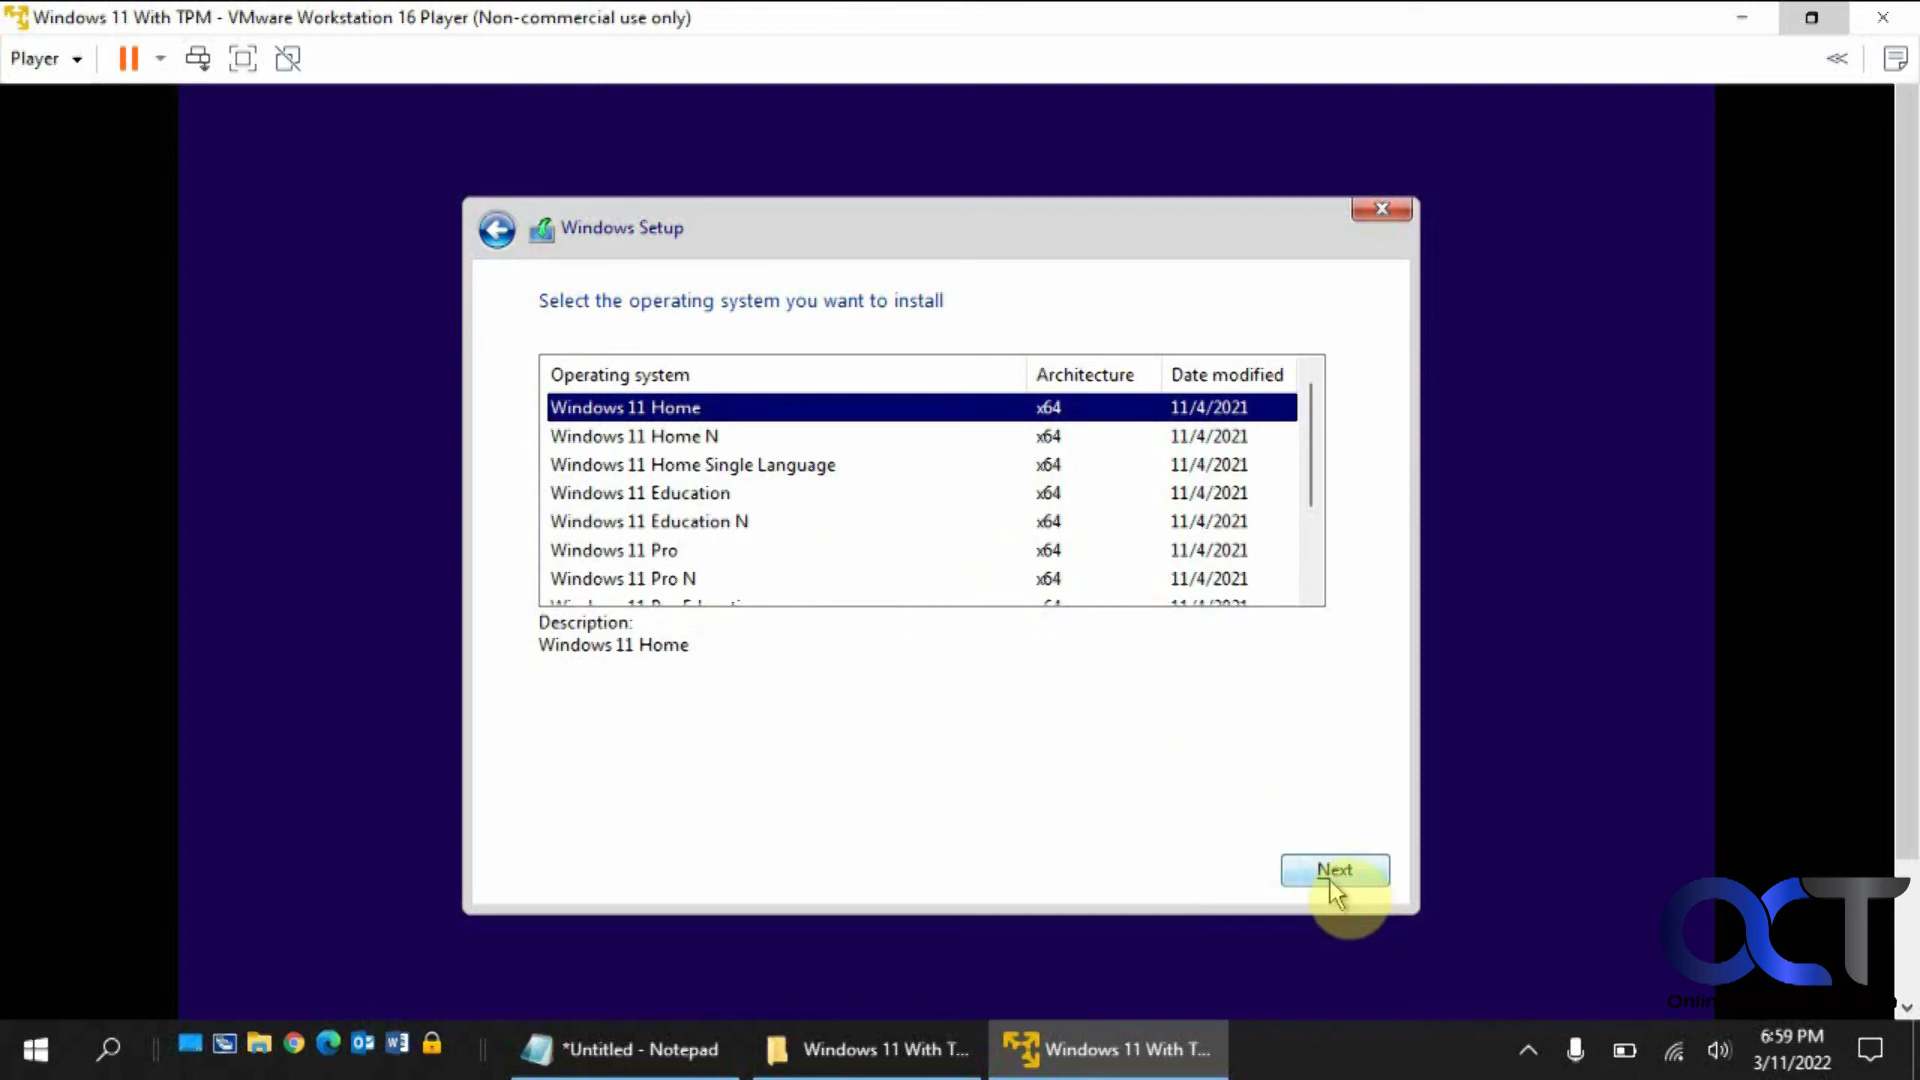 Windows 11 With TPM - VMware Workstation 16 Player (Non-commercial use only)
Player
Windows Setup
Select the operating system you want to install
Operating system Architecture Date modified
Windows 11 Home x64 11/4/2021
Windows 11 Home N x64 11/4/2021
Windows 11 Home Single Language x64 11/4/2021
Windows 11 Education x64 11/4/2021
Windows 11 Education N x64 11/4/2021
Windows 11 Pro x64 11/4/2021
Windows 11 Pro N x64 11/4/2021
Description:
Windows 11 Home
Next
OCT
*Untitled - Notepad
Windows 11 With T...
Windows 11 With T...
6:59 PM
3/11/2022